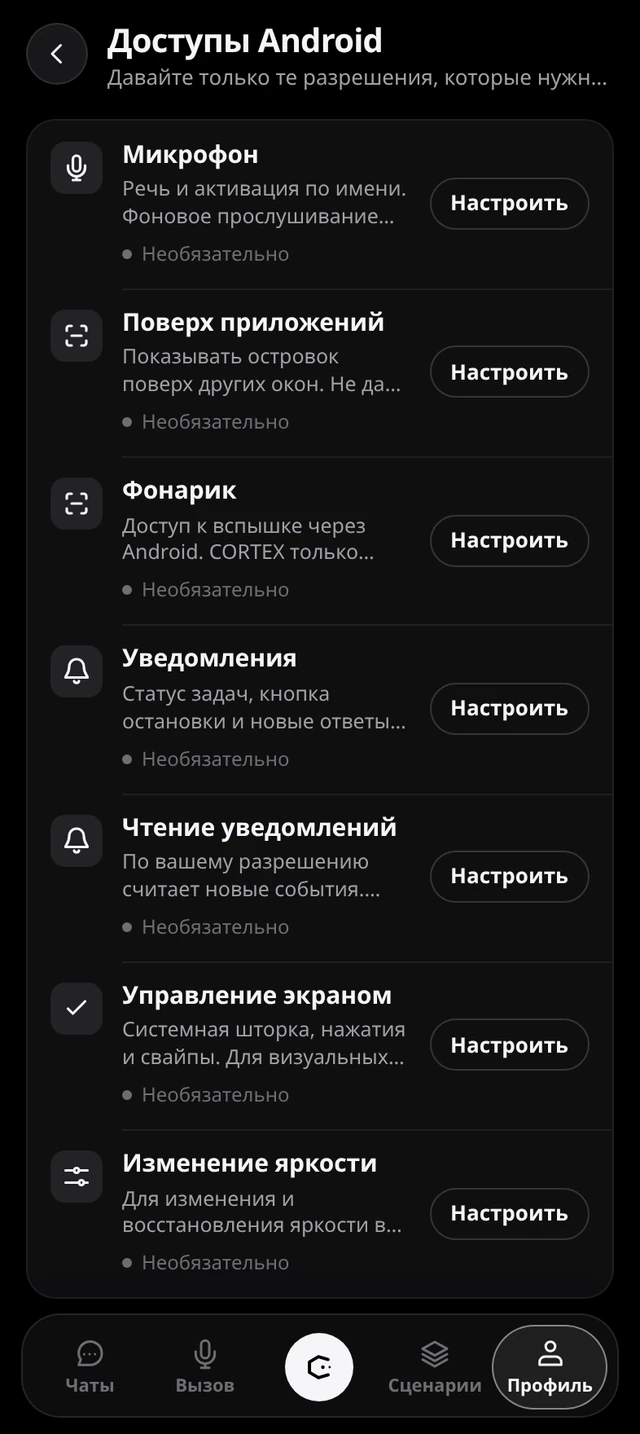 Доступы Android
Давайте только те разрешения, которые нужн...
Микрофон
Речь и активация по имени.
Фоновое прослушивание...
Необязательно
Настроить
Поверх приложений
Показывать островок
поверх других окон. Не да...
Необязательно
Настроить
Фонарик
Доступ к вспышке через
Android. CORTEX только...
Необязательно
Настроить
Уведомления
Статус задач, кнопка
остановки и новые ответы...
Необязательно
Настроить
Чтение уведомлений
По вашему разрешению
считает новые события....
Необязательно
Настроить
Управление экраном
Системная шторка, нажатия
и свайпы. Для визуальных...
Необязательно
Настроить
Изменение яркости
Для изменения и
восстановления яркости в...
Необязательно
Настроить
Чаты
Вызов
Сценарии
Профиль